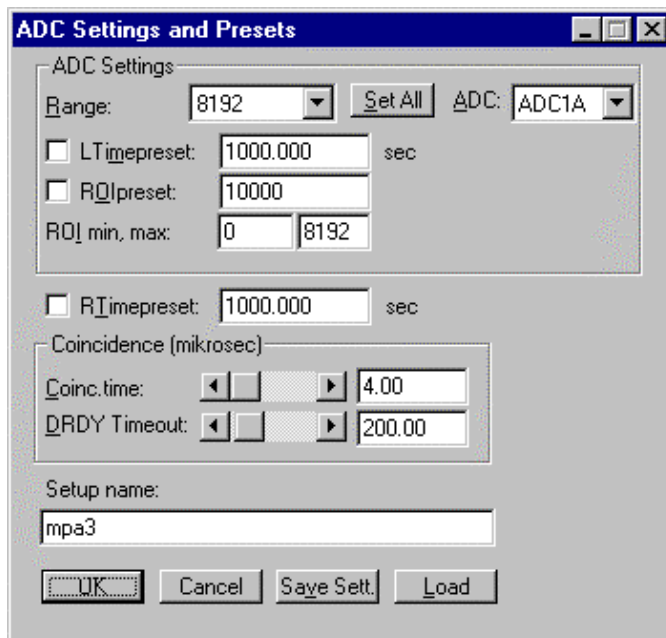 ADC Settings and Presets
ADC Settings
Range: 8192 Set All ADC: ADC1A
LTimepreset: 1000.000 sec
ROIpreset: 10000
ROI min, max: 0 8192
RTimepreset: 1000.000 sec
Coincidence (mikrosec)
Coinc.time: 4.00
DRDY Timeout: 200.00
Setup name:
mpa3
OK Cancel Save Sett. Load